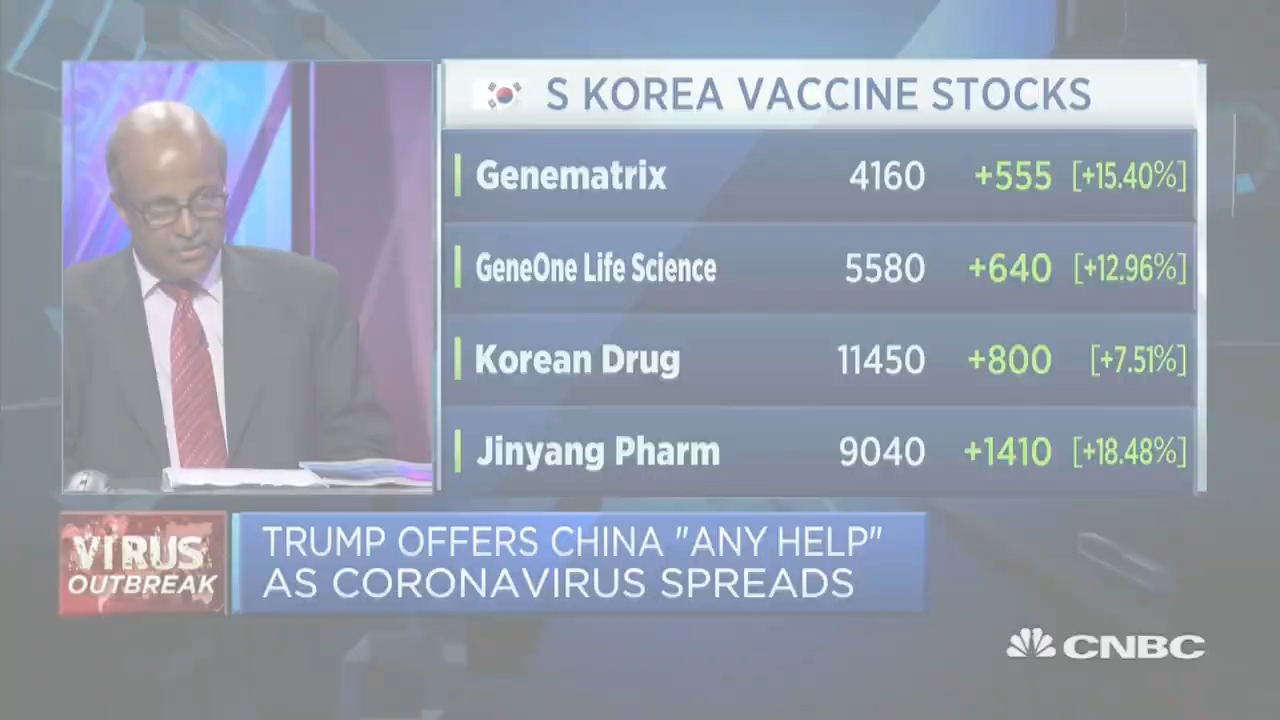 S KOREA VACCINE STOCKS
Genematrix 4160 +555 [+15.40%]
GeneOne Life Science 5580 +640 [+12.96%]
Korean Drug 11450 +800 [+7.51%]
Jinyang Pharm 9040 +1410 [+18.48%]
VIRUS
OUTBREAK
TRUMP OFFERS CHINA "ANY HELP"
AS CORONAVIRUS SPREADS
CNBC